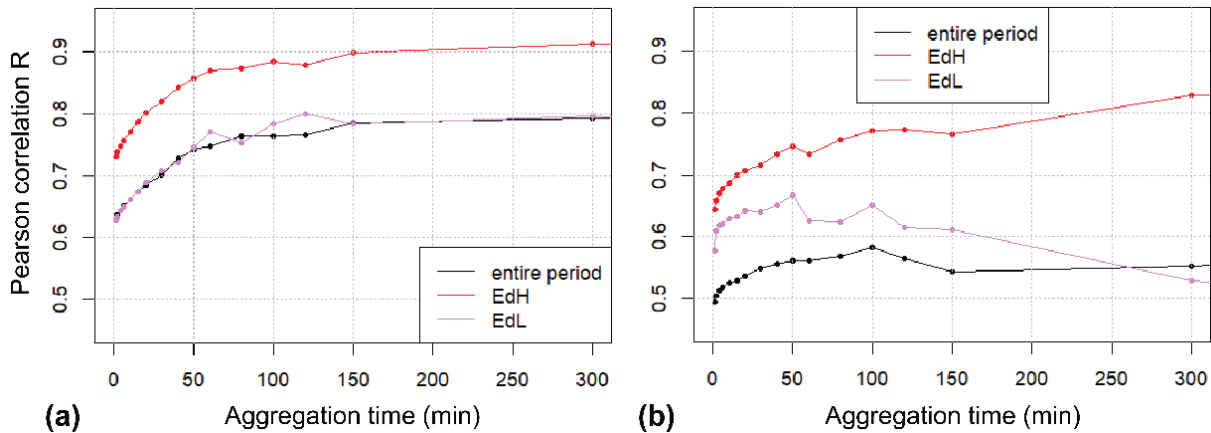 Pearson correlation R
0.9
0.8
0.7
0.6
0.5
entire period
EdH
EdL
0 50 100 150 200 250 300
(a) Aggregation time (min)
0.9
0.8
0.7
0.6
0.5
entire period
EdH
EdL
0 50 100 150 200 250 300
(b) Aggregation time (min)